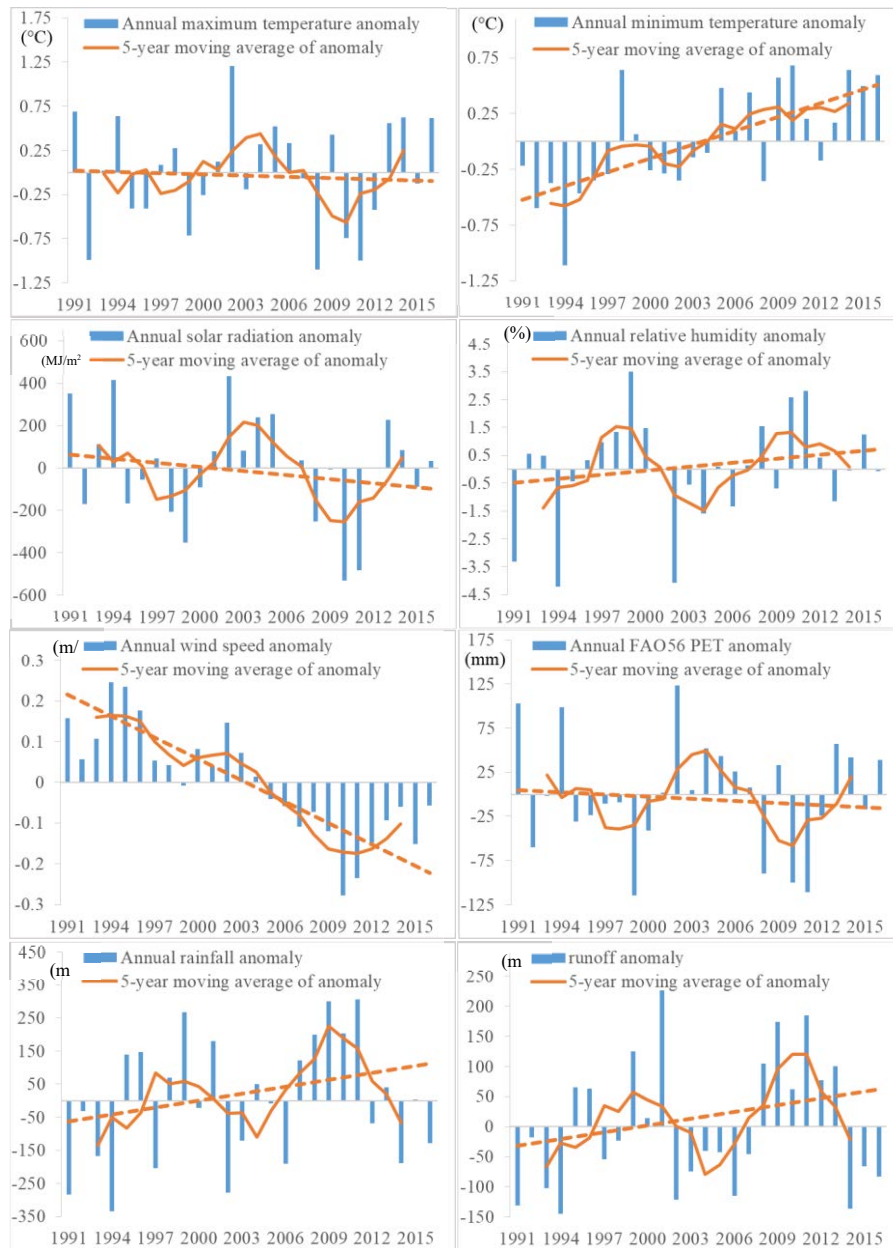 1.75
(°C)
1.25
0.75
0.25
-0.25
-0.75
-1.25
Annual maximum temperature anomaly
5-year moving average of anomaly
1991 1994 1997 2000 2003 2006 2009 2012 2015
(°C)
0.75
0.25
-0.25
-0.75
-1.25
Annual minimum temperature anomaly
5-year moving average of anomaly
1991 1994 1997 2000 2003 2006 2009 2012 2015
600
(MJ/m²
400
200
0
-200
-400
-600
Annual solar radiation anomaly
5-year moving average of anomaly
1991 1994 1997 2000 2003 2006 2009 2012 2015
(%)
4.5
3.5
2.5
1.5
0.5
-0.5
-1.5
-2.5
-3.5
-4.5
Annual relative humidity anomaly
5-year moving average of anomaly
1991 1994 1997 2000 2003 2006 2009 2012 2015
(m/
0.3
0.2
0.1
0
-0.1
-0.2
-0.3
Annual wind speed anomaly
5-year moving average of anomaly
1991 1994 1997 2000 2003 2006 2009 2012 2015
175
(mm)
125
75
25
-25
-75
-125
Annual FAO56 PET anomaly
5-year moving average of anomaly
1991 1994 1997 2000 2003 2006 2009 2012 2015
450
(m
350
250
150
50
-50
-150
-250
-350
Annual rainfall anomaly
5-year moving average of anomaly
1991 1994 1997 2000 2003 2006 2009 2012 2015
(m
250
200
150
100
50
0
-50
-100
-150
runoff anomaly
5-year moving average of anomaly
1991 1994 1997 2000 2003 2006 2009 2012 2015